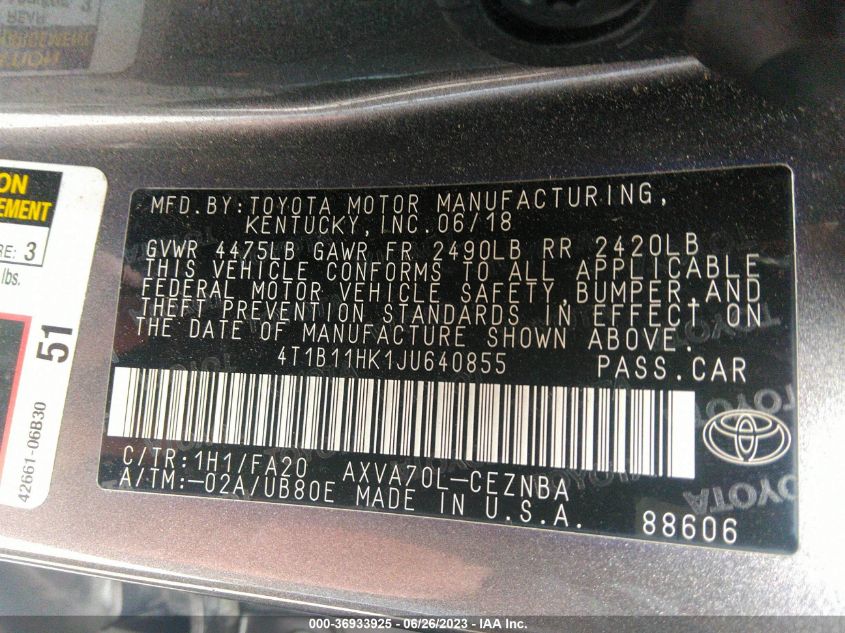 ON
EMENT
RE: 3
lbs.
51
42661-06B30
MFD.BY:TOYOTA MOTOR MANUFACTURING,
KENTUCKY,INC.06/18
GVWR 4475LB GAWR FR 2490LB RR 2420LB
THIS VEHICLE CONFORMS TO ALL APPLICABLE
FEDERAL MOTOR VEHICLE SAFETY,BUMPER,AND
THEFT PREVENTION STANDARDS IN EFFECT ON
THE DATE OF MANUFACTURE SHOWN ABOVE.
4T1B11HK1JU640855 PASS.CAR
C/TR:1H1/FA20 AXVA70L-CEZNBA
A/TM:-02A/UB80E MADE IN U.S.A.
88606
TOYOTA
000-36933925 - 06/26/2023 - © IAA, Inc.